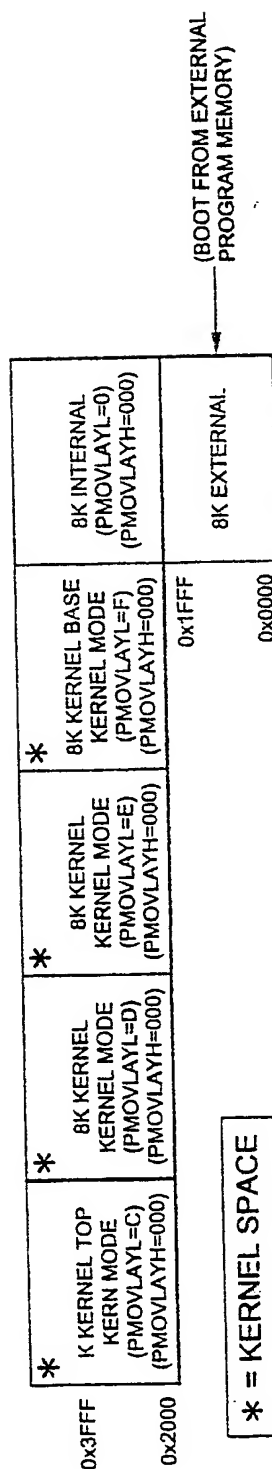 0x3FFF
0x2000
*
K KERNEL TOP
KERN MODE
(PMOVLAYL=C)
(PMOVLAYH=000)
*
8K KERNEL
KERNEL MODE
(PMOVLAYL=D)
(PMOVLAYH=000)
*
8K KERNEL
KERNEL MODE
(PMOVLAYL=E)
(PMOVLAYH=000)
*
8K KERNEL BASE
KERNEL MODE
(PMOVLAYL=F)
(PMOVLAYH=000)
8K INTERNAL
(PMOVLAYL=0)
(PMOVLAYH=000)
0x1FFF
0x0000
8K EXTERNAL
(BOOT FROM EXTERNAL
PROGRAM MEMORY)
* = KERNEL SPACE